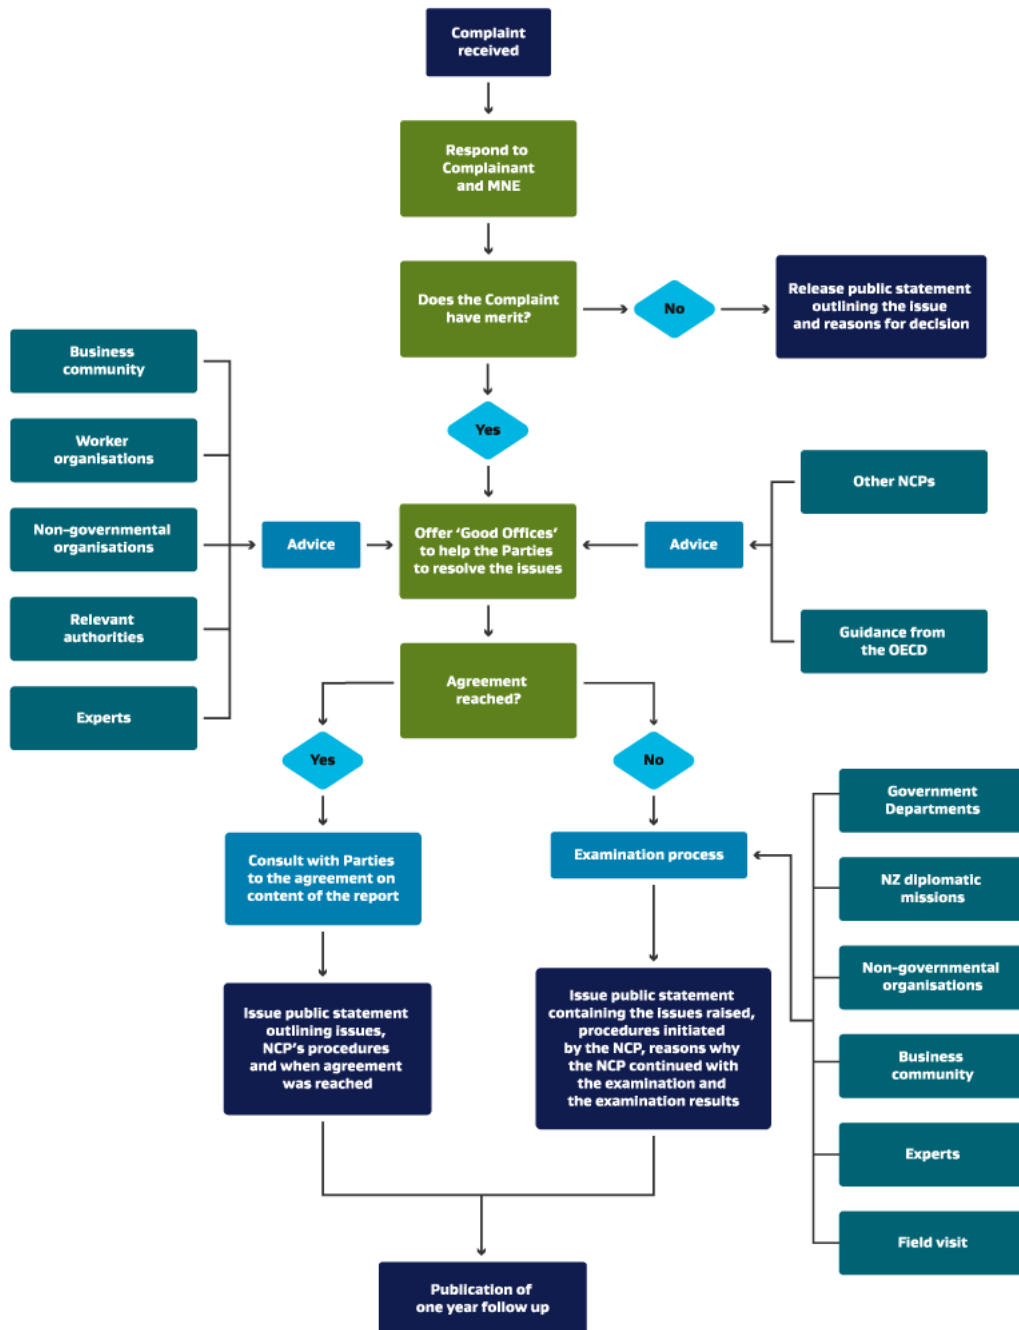 Complaint
received
Respond to
Complainant
and MNE
Does the Complaint
have merit?
No
Release public statement
outlining the issue
and reasons for decision
Yes
Business
community
Worker
organisations
Non-governmental
organisations
Relevant
authorities
Experts
Advice
Offer ‘Good Offices’
to help the Parties
to resolve the issues
Advice
Other NCPs
Guidance from
the OECD
Agreement
reached?
Yes
No
Consult with Parties
to the agreement on
content of the report
Examination process
Government
Departments
NZ diplomatic
missions
Non-governmental
organisations
Business
community
Experts
Field visit
Issue public statement
outlining issues,
NCP’s procedures
and when agreement
was reached
Issue public statement
containing the issues raised,
procedures initiated
by the NCP, reasons why
the NCP continued with
the examination and
the examination results
Publication of
one year follow up